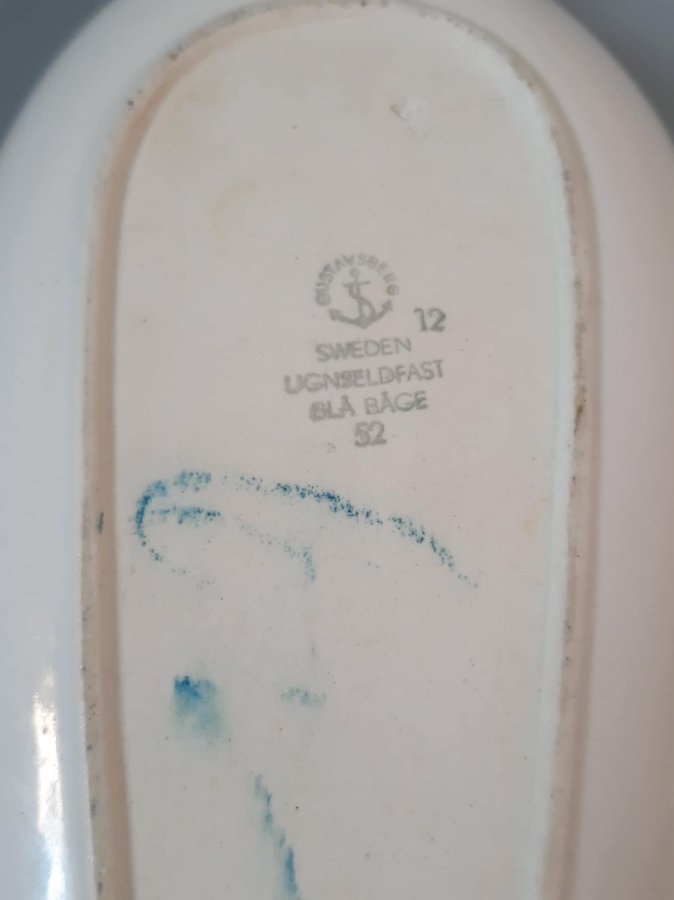 GUSTAVSBERG
12
SWEDEN
UGNSELDFAST
BLÅ BÅGE
52